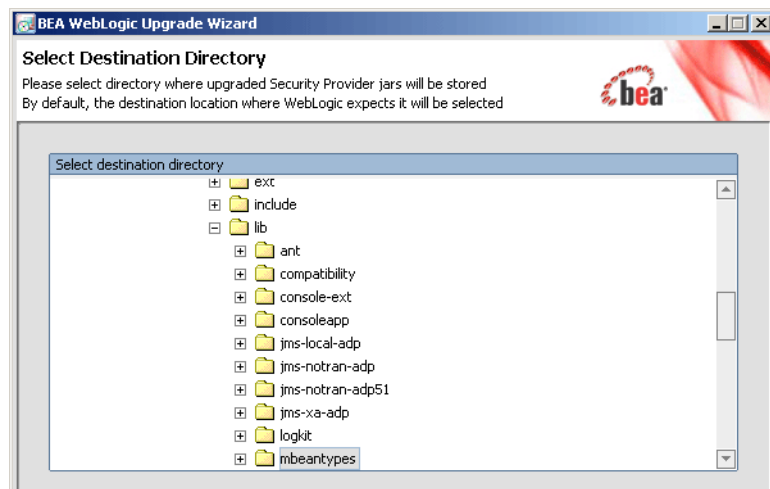 BEA WebLogic Upgrade Wizard
Select Destination Directory
Please select directory where upgraded Security Provider jars will be stored
By default, the destination location where WebLogic expects it will be selected
bea
Select destination directory
ext
include
lib
ant
compatibility
console-ext
consoleapp
jms-local-adp
jms-notran-adp
jms-notran-adp51
jms-xa-adp
logkit
mbeantypes